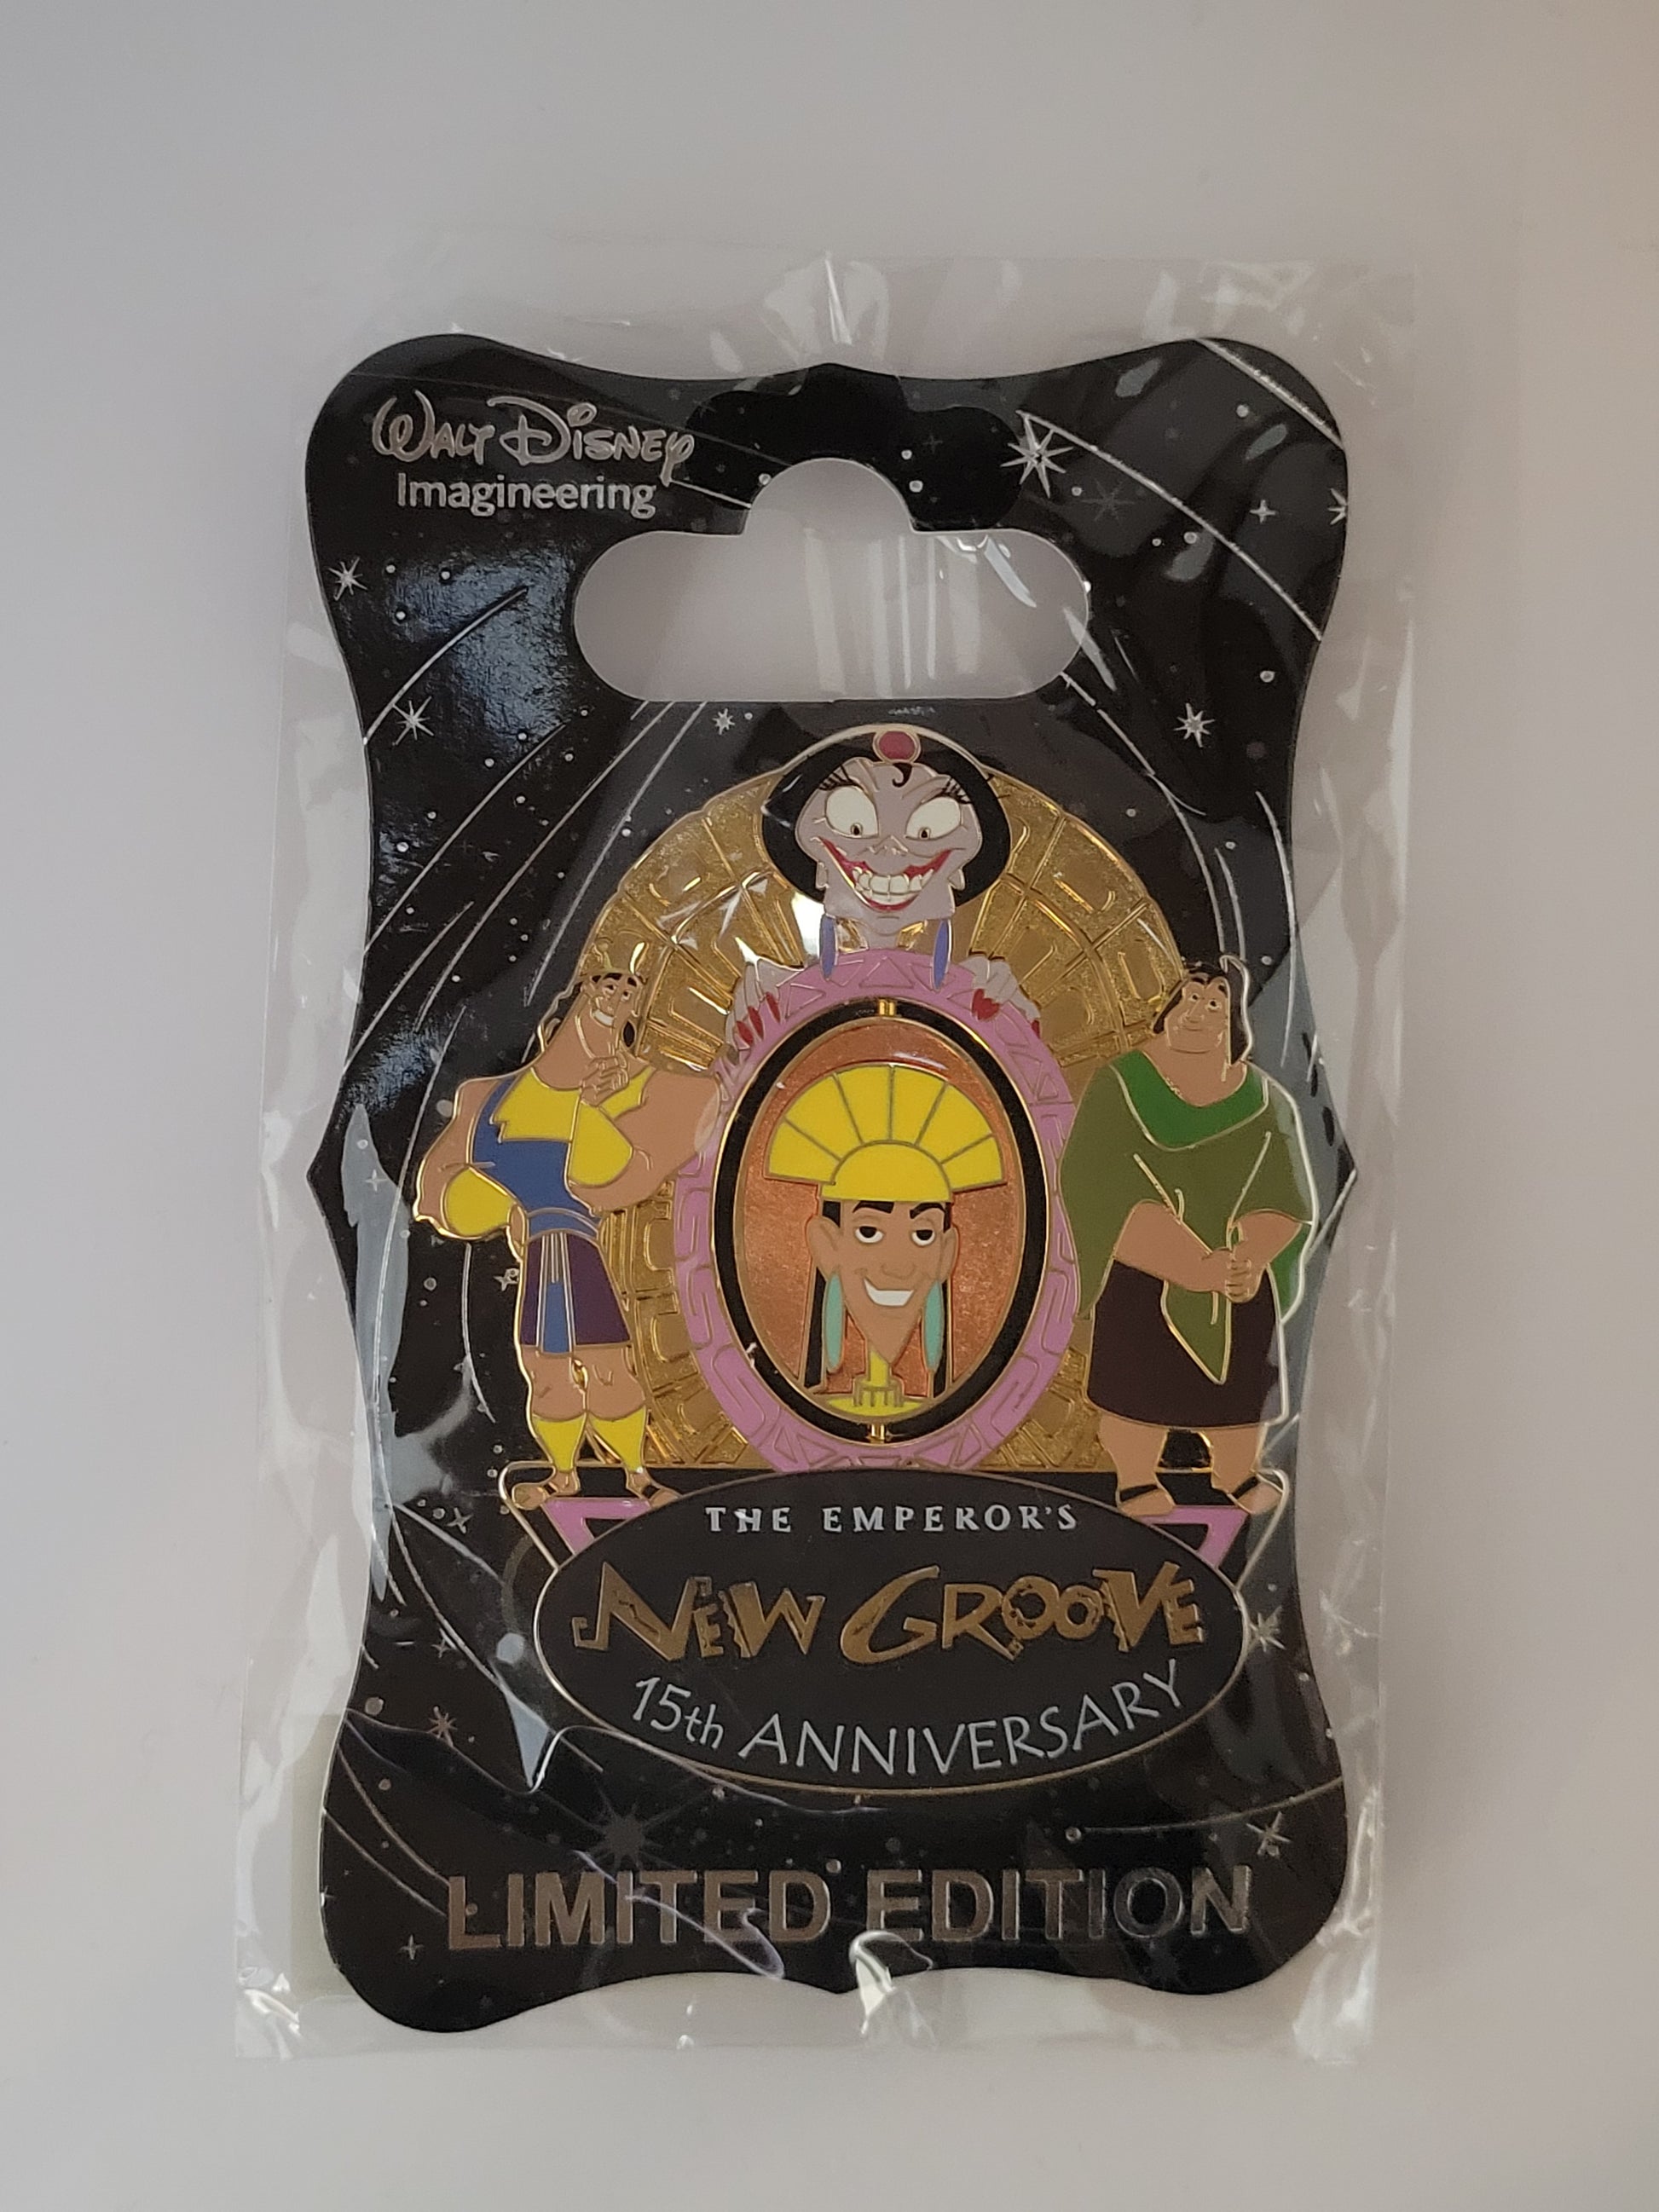 WALT DISNEY
Imagineering
THE EMPEROR'S
NEW GROOVE
15th ANNIVERSARY
LIMITED EDITION